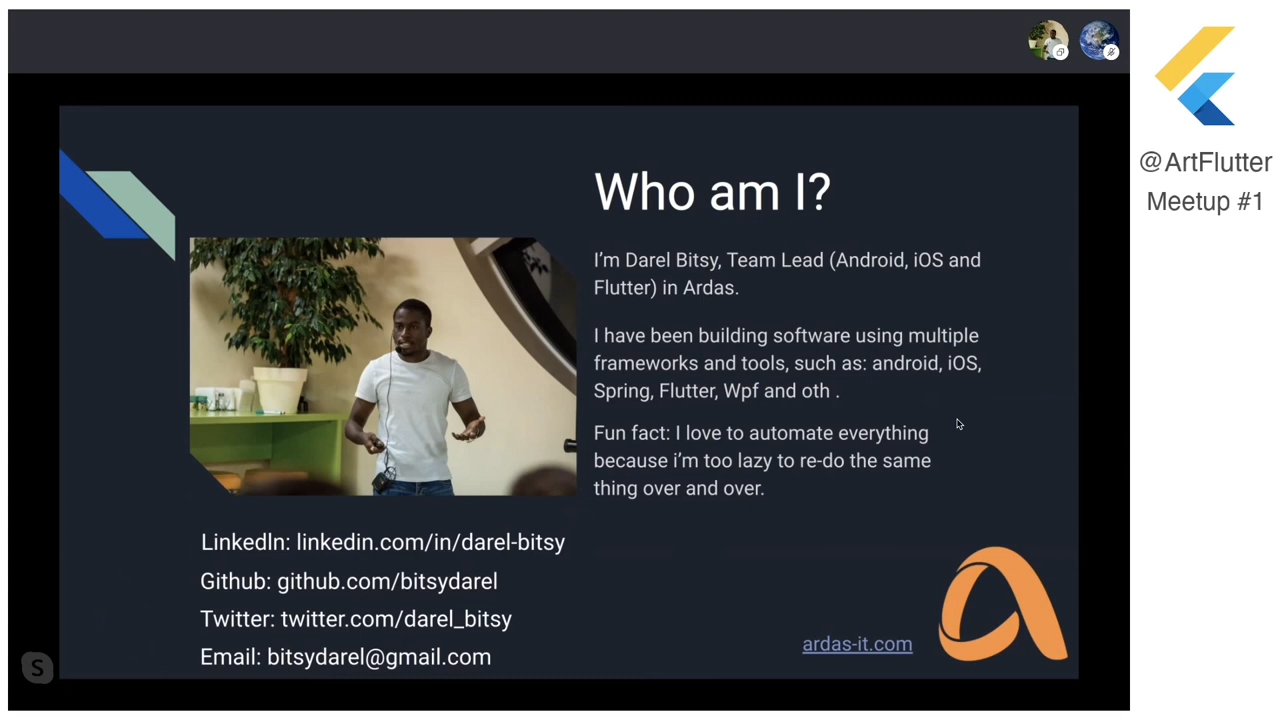 @ArtFlutter
Meetup #1
Who am I?
I'm Darel Bitsy, Team Lead (Android, iOS and
Flutter) in Ardas.
I have been building software using multiple
frameworks and tools, such as: android, iOS,
Spring, Flutter, Wpf and oth .
Fun fact: I love to automate everything
because i'm too lazy to re-do the same
thing over and over.
LinkedIn: linkedin.com/in/darel-bitsy
Github: github.com/bitsydarel
Twitter: twitter.com/darel_bitsy
Email: bitsydarel@gmail.com
ardas-it.com
S